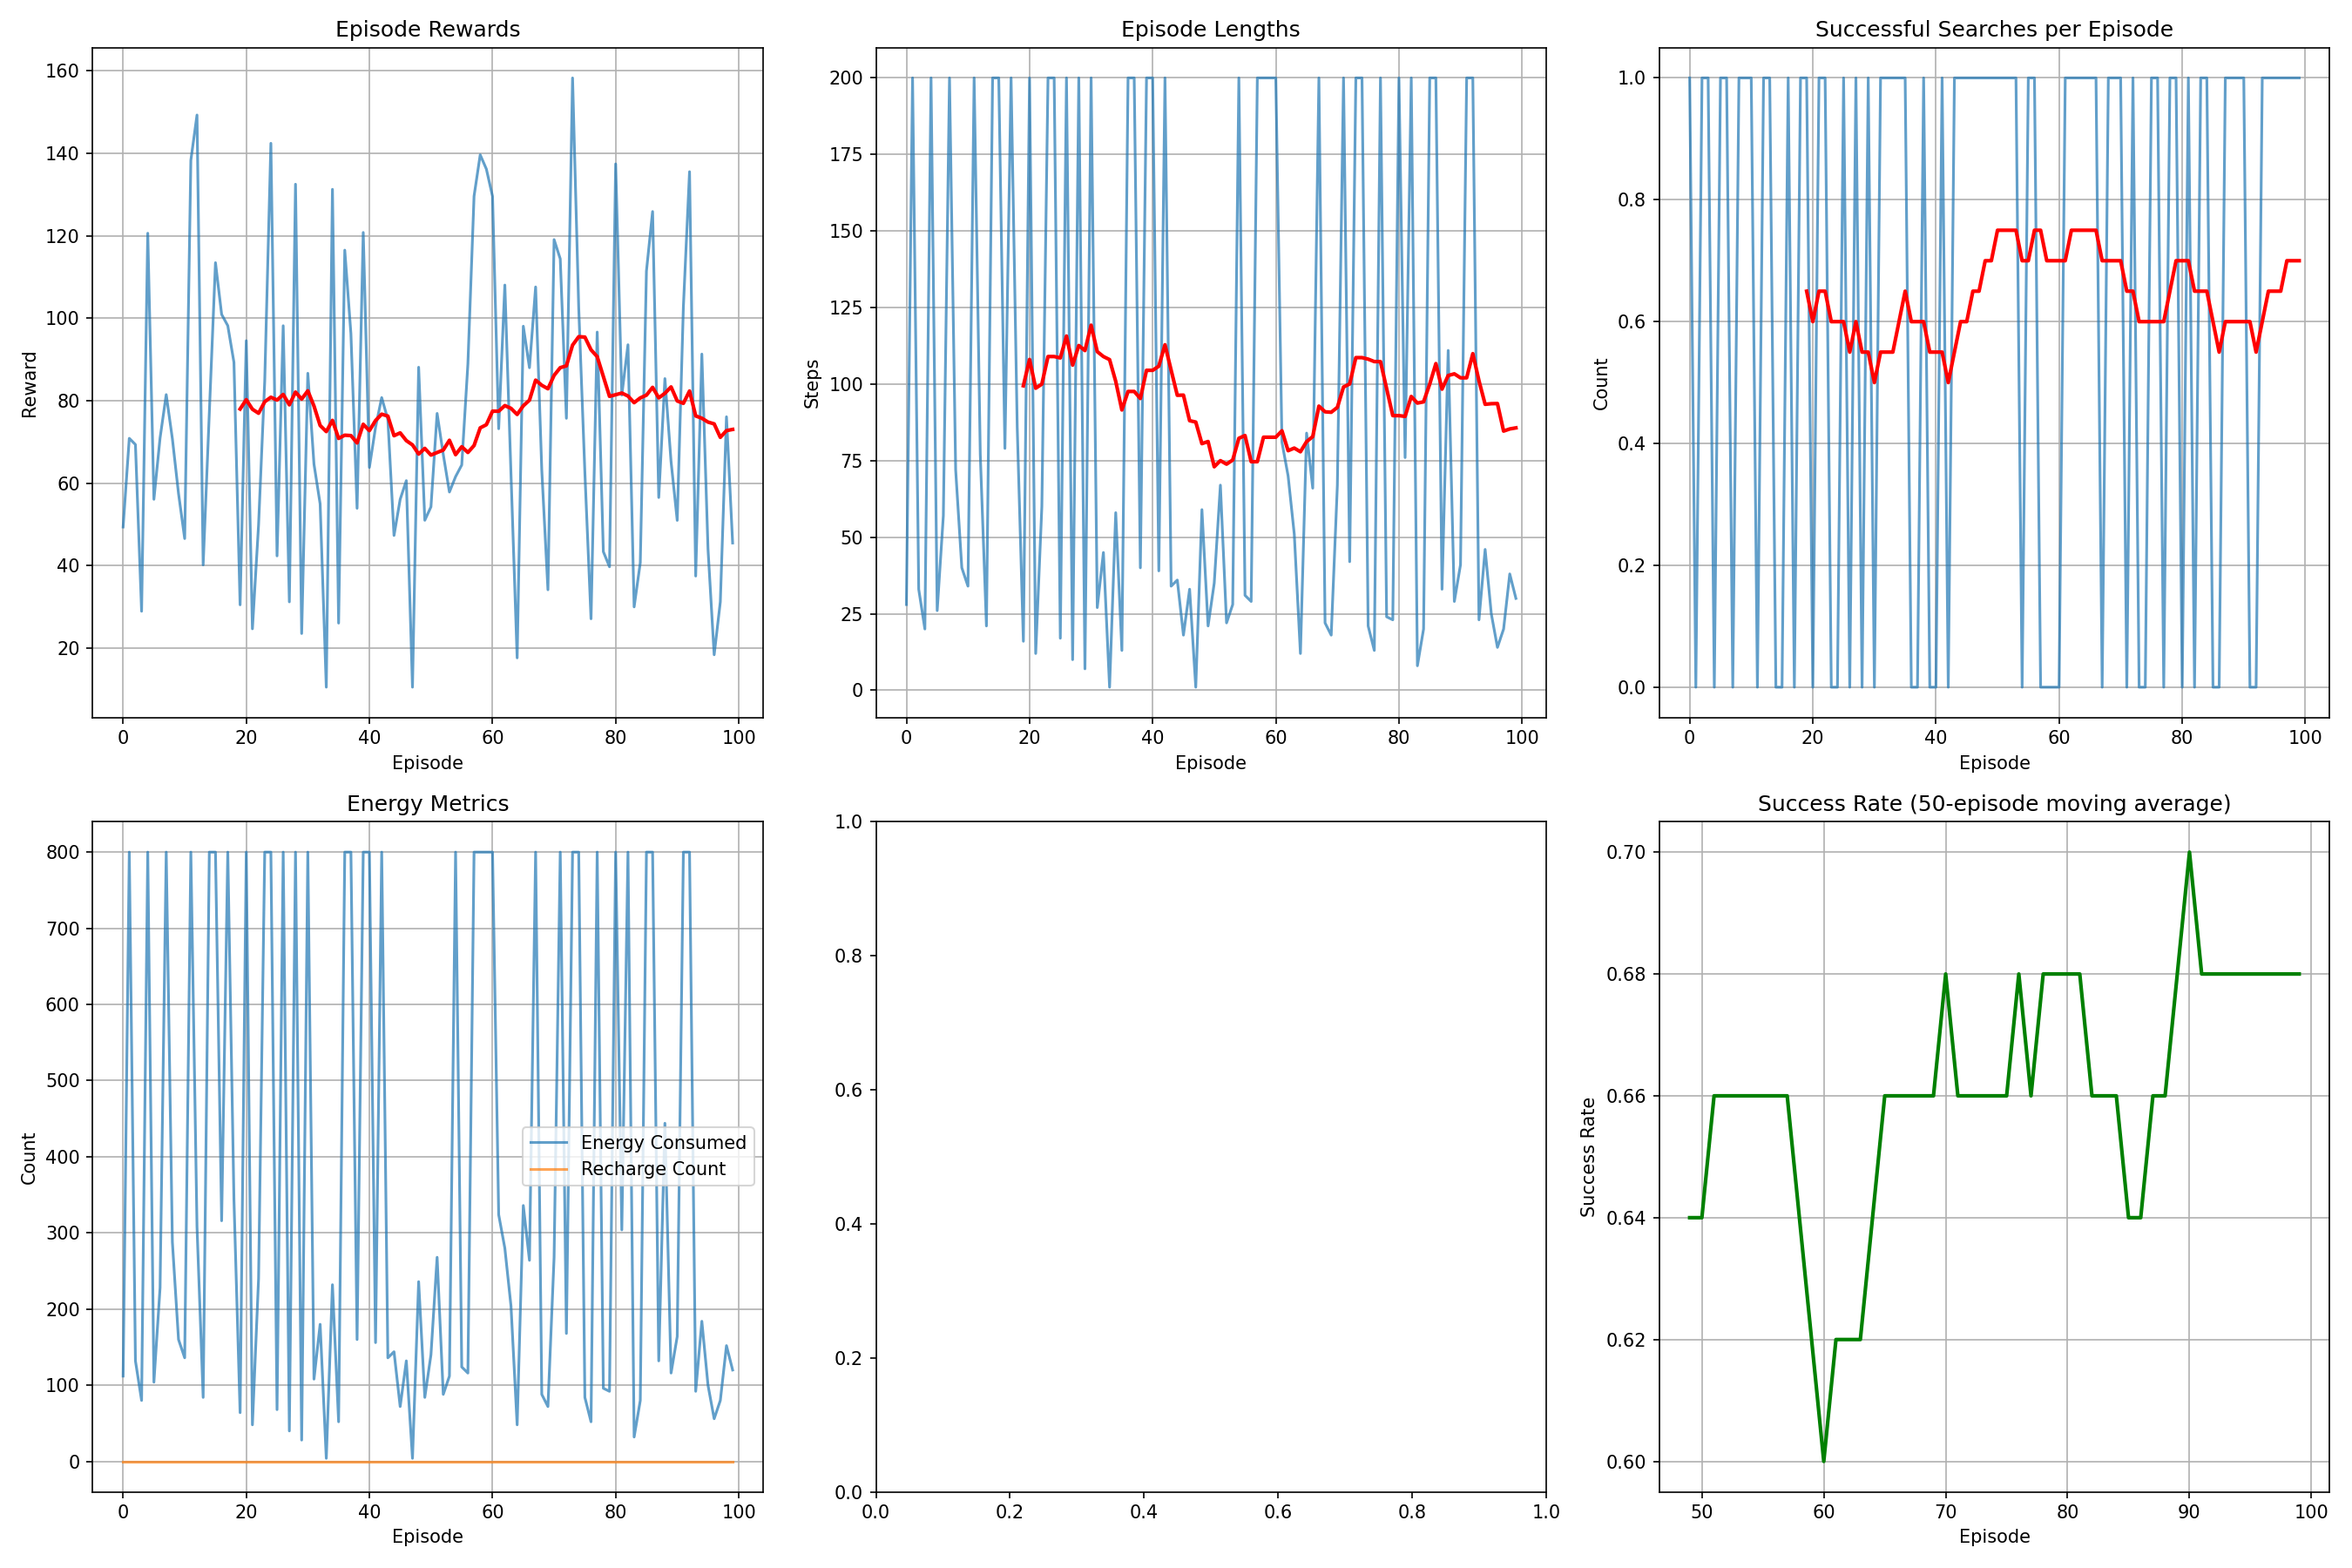 Episode Rewards
Reward
160
140
120
100
80
60
40
20
0 20 40 60 80 100
Episode
Episode Lengths
Steps
200
175
150
125
100
75
50
25
0
0 20 40 60 80 100
Episode
Successful Searches per Episode
Count
1.0
0.8
0.6
0.4
0.2
0.0
0 20 40 60 80 100
Episode
Energy Metrics
Count
800
700
600
500
400
300
200
100
0
Energy Consumed
Recharge Count
0 20 40 60 80 100
Episode
1.0
0.8
0.6
0.4
0.2
0.0
0.0 0.2 0.4 0.6 0.8 1.0
Success Rate (50-episode moving average)
Success Rate
0.70
0.68
0.66
0.64
0.62
0.60
50 60 70 80 90 100
Episode